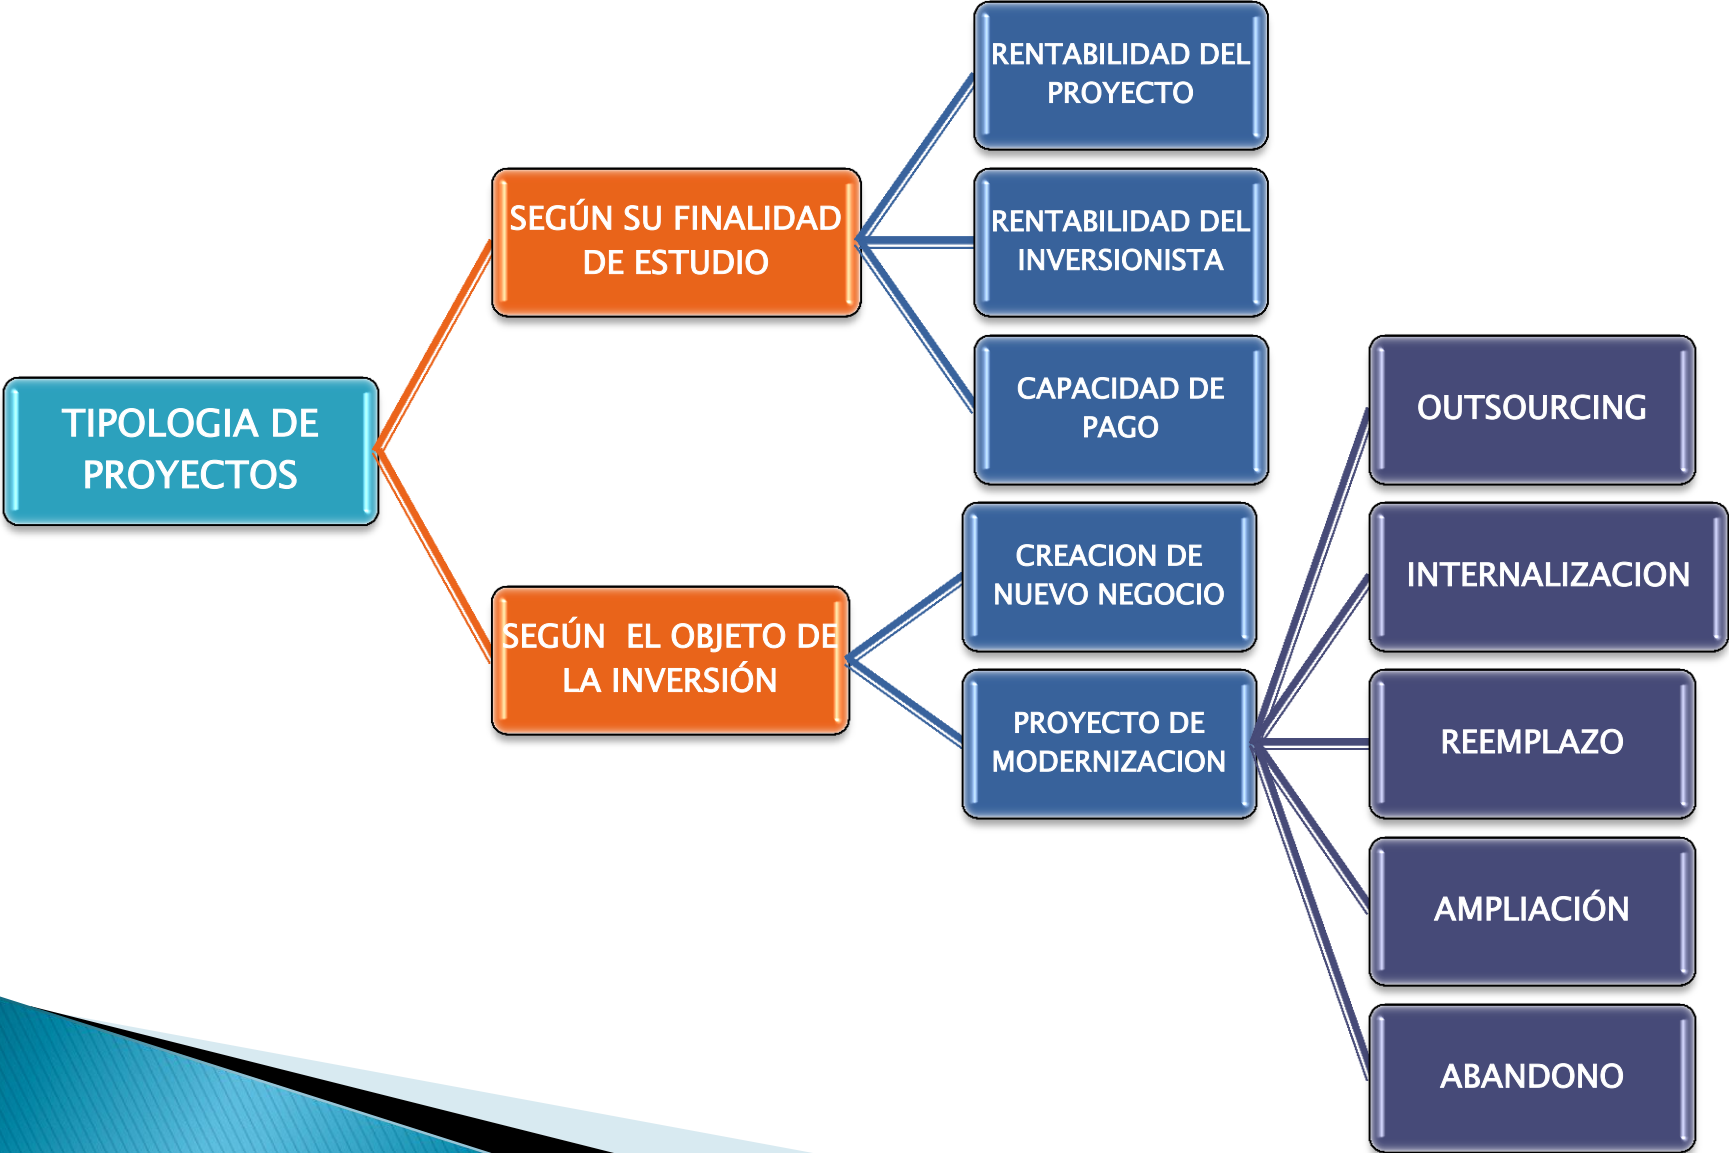 TIPOLOGIA DE
PROYECTOS
SEGÚN SU FINALIDAD
DE ESTUDIO
RENTABILIDAD DEL
PROYECTO
RENTABILIDAD DEL
INVERSIONISTA
CAPACIDAD DE
PAGO
SEGÚN EL OBJETO DE
LA INVERSIÓN
CREACION DE
NUEVO NEGOCIO
PROYECTO DE
MODERNIZACION
OUTSOURCING
INTERNALIZACION
REEMPLAZO
AMPLIACIÓN
ABANDONO